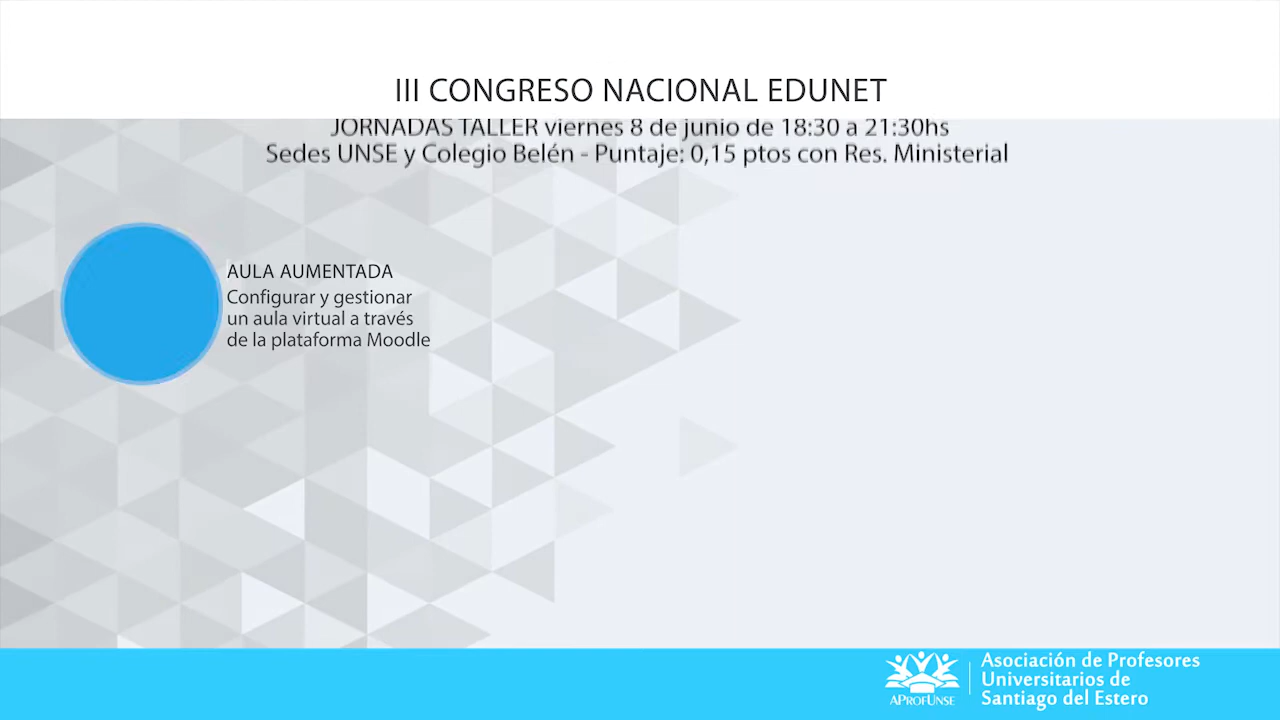 III CONGRESO NACIONAL EDUNET
JORNADAS TALLER viernes 8 de junio de 18:30 a 21:30hs
Sedes UNSE y Colegio Belén - Puntaje: 0,15 ptos con Res. Ministerial
AULA AUMENTADA
Configurar y gestionar
un aula virtual a través
de la plataforma Moodle
APROFUNSE
Asociación de Profesores
Universitarios de
Santiago del Estero